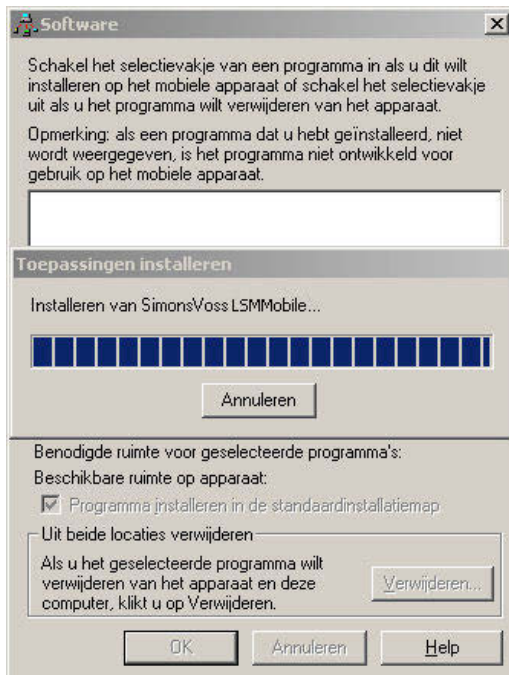 Software
Schakel het selectievakje van een programma in als u dit wilt
installeren op het mobiele apparaat of schakel het selectievakje
uit als u het programma wilt verwijderen van het apparaat.
Opmerking: als een programma dat u hebt geïnstalleerd, niet
wordt weergegeven, is het programma niet ontwikkeld voor
gebruik op het mobiele apparaat.
Toepassingen installeren
Installeren van SimonsVoss LSMMobile...
Annuleren
Benodigde ruimte voor geselecteerde programma's:
Beschikbare ruimte op apparaat:
Programma installeren in de standaardinstallatiemap
Uit beide locaties verwijderen
Als u het geselecteerde programma wilt
verwijderen van het apparaat en deze
computer, klikt u op Verwijderen.
Verwijderen...
OK
Annuleren
Help